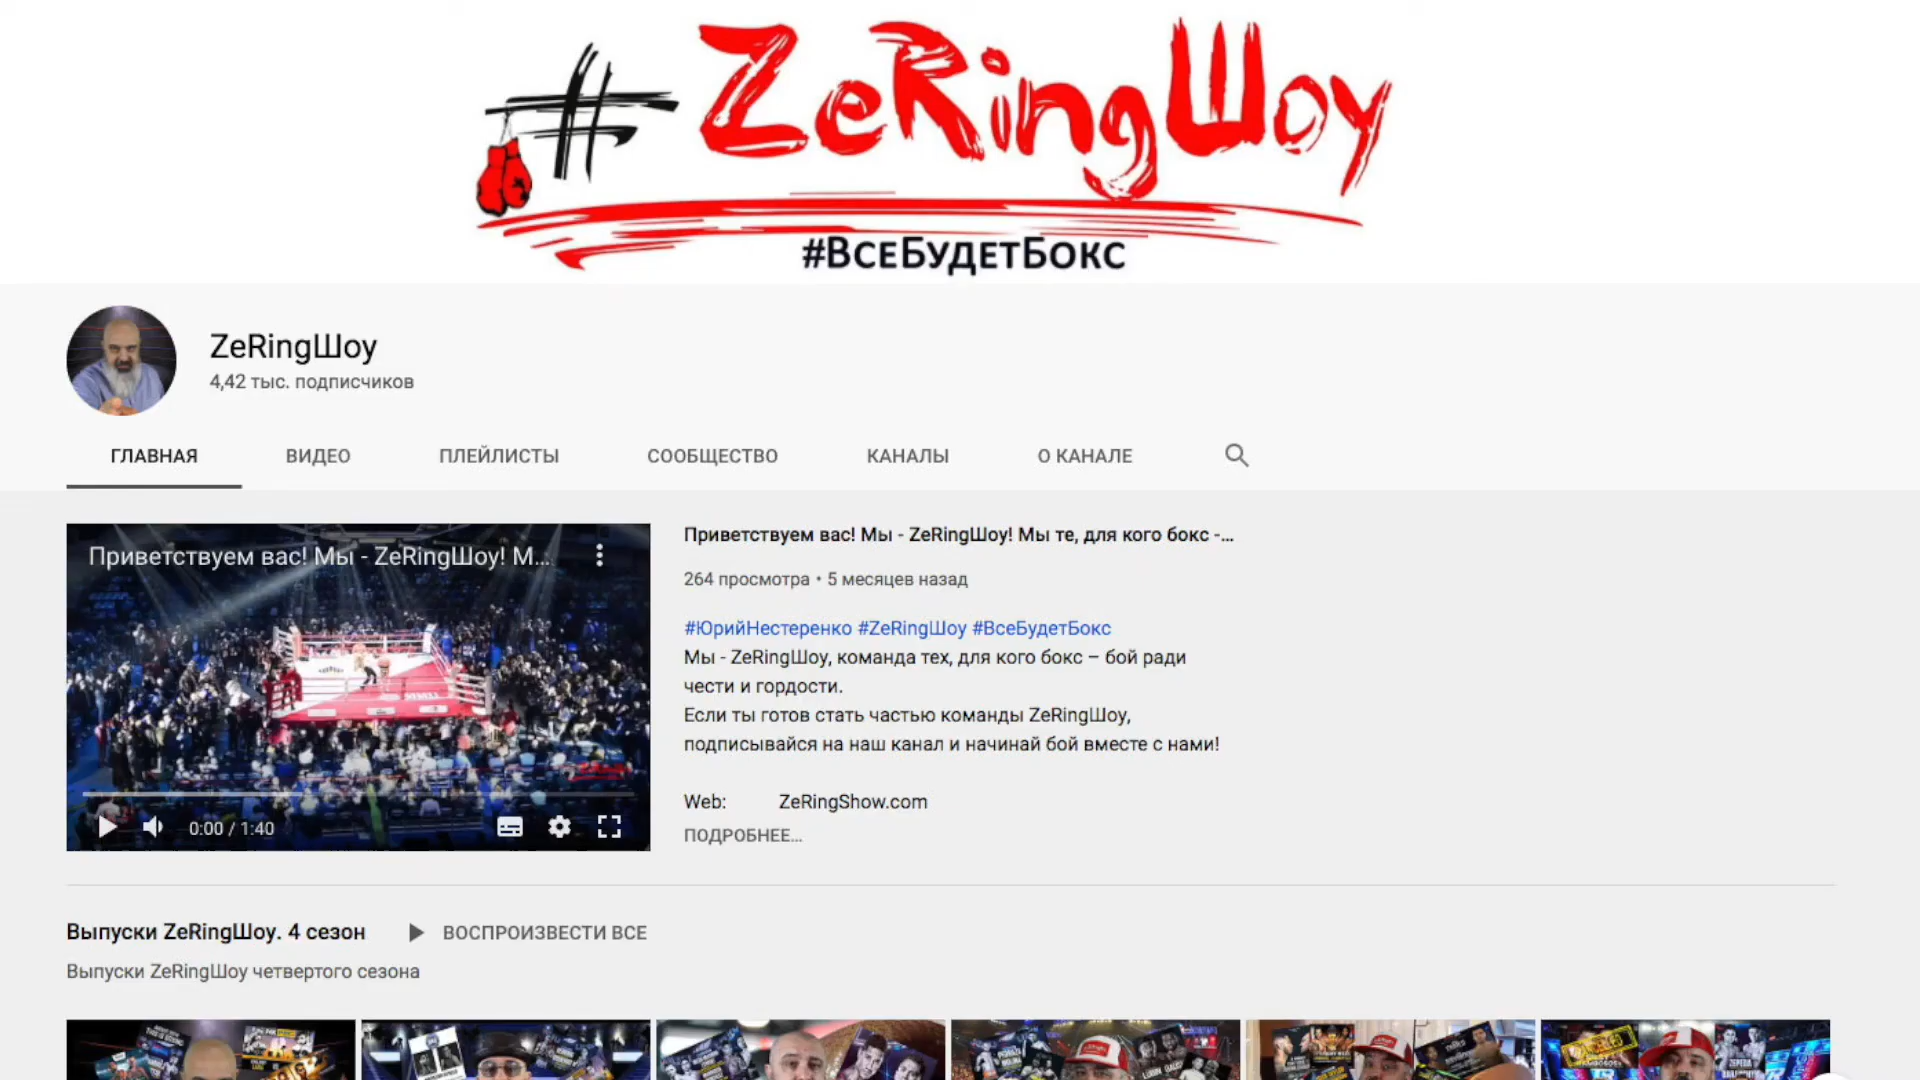 #ZeRingШоу
#ВсеБудетБокс
ZeRingШоу
4,42 тыс. подписчиков
ГЛАВНАЯ ВИДЕО ПЛЕЙЛИСТЫ СООБЩЕСТВО КАНАЛЫ О КАНАЛЕ
Приветствуем вас! Мы - ZeRingШоу! М...
0:00 / 1:40
Приветствуем вас! Мы - ZeRingШоу! Мы те, для кого бокс -...
264 просмотра • 5 месяцев назад
#ЮрийНестеренко #ZeRingШоу #ВсеБудетБокс
Мы - ZeRingШоу, команда тех, для кого бокс – бой ради
чести и гордости.
Если ты готов стать частью команды ZeRingШоу,
подписывайся на наш канал и начинай бой вместе с нами!
Web: ZeRingShow.com
ПОДРОБНЕЕ...
Выпуски ZeRingШоу. 4 сезон ВОСПРОИЗВЕСТИ ВСЕ
Выпуски ZeRingШоу четвертого сезона